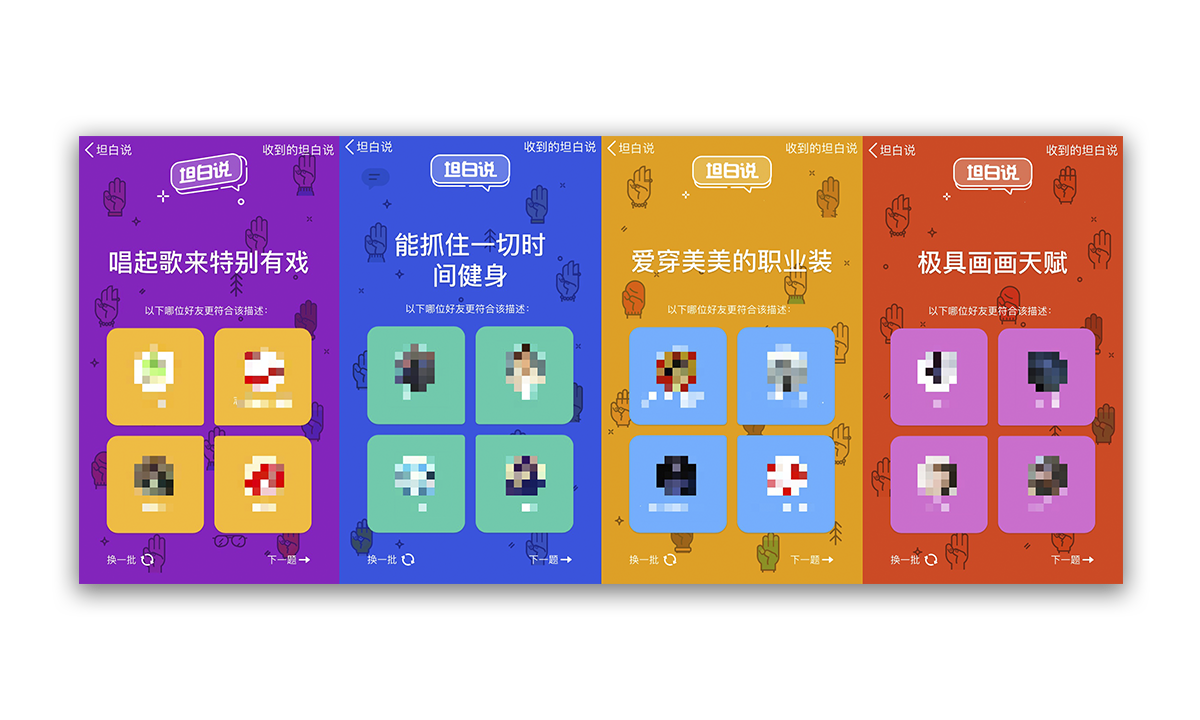 坦白说
收到的坦白说
坦白说
唱起歌来特别有戏
以下哪位好友更符合该描述：
换一批
下一题
坦白说
收到的坦白说
坦白说
能抓住一切时
间健身
以下哪位好友更符合该描述：
换一批
下一题
坦白说
收到的坦白说
坦白说
爱穿美美的职业装
以下哪位好友更符合该描述：
换一批
下一题
坦白说
收到的坦白说
坦白说
极具画画天赋
以下哪位好友更符合该描述：
换一批
下一题